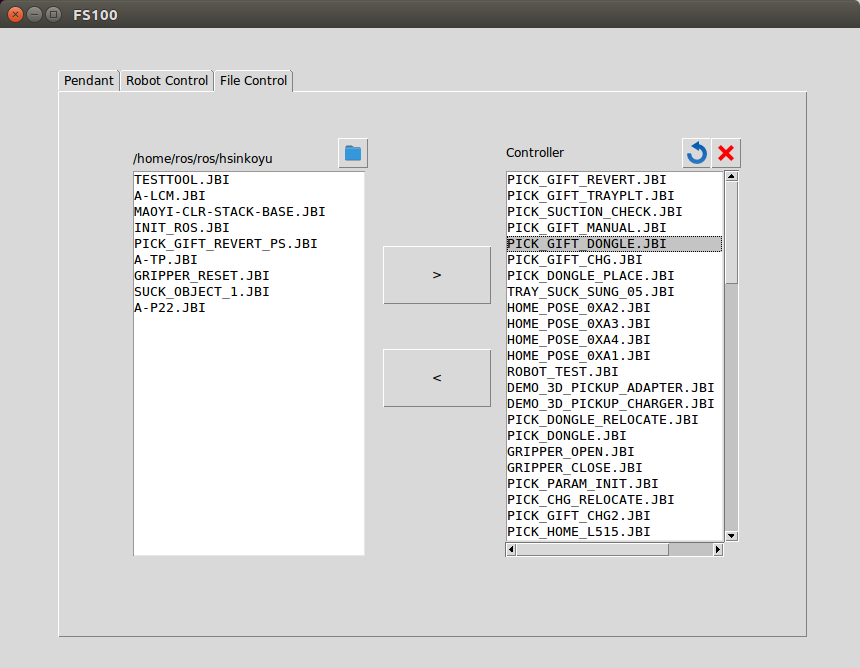 FS100
Pendant Robot Control File Control
/home/ros/ros/hsinkoyu
TESTTOOL.JBI
A-LCM.JBI
MAOYI-CLR-STACK-BASE.JBI
INIT_ROS.JBI
PICK_GIFT_REVERT_PS.JBI
A-TP.JBI
GRIPPER_RESET.JBI
SUCK_OBJECT_1.JBI
A-P22.JBI
>
<
Controller
PICK_GIFT_REVERT.JBI
PICK_GIFT_TRAYPLT.JBI
PICK_SUCTION_CHECK.JBI
PICK_GIFT_MANUAL.JBI
PICK_GIFT_DONGLE.JBI
PICK_GIFT_CHG.JBI
PICK_DONGLE_PLACE.JBI
TRAY_SUCK_SUNG_05.JBI
HOME_POSE_0XA2.JBI
HOME_POSE_0XA3.JBI
HOME_POSE_0XA4.JBI
HOME_POSE_0XA1.JBI
ROBOT_TEST.JBI
DEMO_3D_PICKUP_ADAPTER.JBI
DEMO_3D_PICKUP_CHARGER.JBI
PICK_DONGLE_RELOCATE.JBI
PICK_DONGLE.JBI
GRIPPER_OPEN.JBI
GRIPPER_CLOSE.JBI
PICK_PARAM_INIT.JBI
PICK_CHG_RELOCATE.JBI
PICK_GIFT_CHG2.JBI
PICK_HOME_L515.JBI